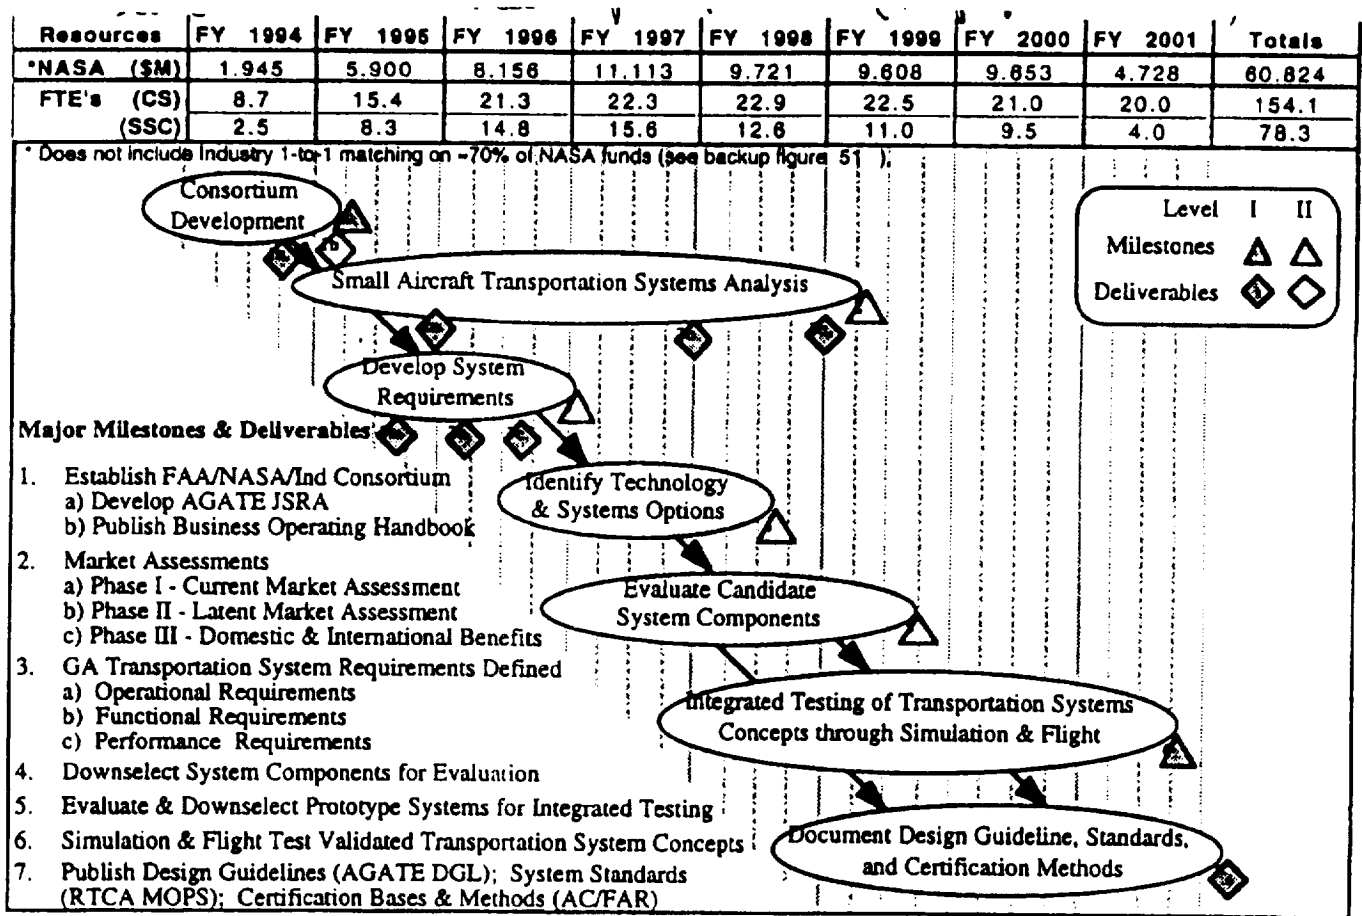 Resources FY 1994 FY 1995 FY 1996 FY 1997 FY 1998 FY 1999 FY 2000 FY 2001 Totals
*NASA ($M) 1.945 5.900 8.156 11.113 9.721 9.608 9.653 4.728 60.824
FTE's (CS) 8.7 15.4 21.3 22.3 22.9 22.5 21.0 20.0 154.1
(SSC) 2.5 8.3 14.8 15.6 12.6 11.0 9.5 4.0 78.3
* Does not include Industry 1-to-1 matching on ~70% of NASA funds (see backup figure 51 ).
Consortium
Development
Level I II
Milestones
Deliverables
Small Aircraft Transportation Systems Analysis
Develop System
Requirements
Major Milestones & Deliverables
1. Establish FAA/NASA/Ind Consortium
a) Develop AGATE JSRA
b) Publish Business Operating Handbook
Identify Technology
& Systems Options
2. Market Assessments
a) Phase I - Current Market Assessment
b) Phase II - Latent Market Assessment
c) Phase III - Domestic & International Benefits
Evaluate Candidate
System Components
3. GA Transportation System Requirements Defined
a) Operational Requirements
b) Functional Requirements
c) Performance Requirements
Integrated Testing of Transportation Systems
Concepts through Simulation & Flight
4. Downselect System Components for Evaluation
5. Evaluate & Downselect Prototype Systems for Integrated Testing
6. Simulation & Flight Test Validated Transportation System Concepts
7. Publish Design Guidelines (AGATE DGL); System Standards
(RTCA MOPS); Certification Bases & Methods (AC/FAR)
Document Design Guideline, Standards,
and Certification Methods